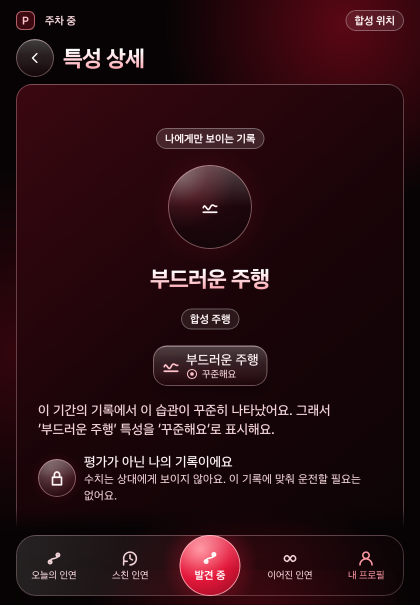 P 주차 중 합성 위치
특성 상세
나에게만 보이는 기록
부드러운 주행
합성 주행
부드러운 주행
꾸준해요
이 기간의 기록에서 이 습관이 꾸준히 나타났어요. 그래서
‘부드러운 주행’ 특성을 ‘꾸준해요’로 표시해요.
평가가 아닌 나의 기록이에요
수치는 상대에게 보이지 않아요. 이 기록에 맞춰 운전할 필요는
없어요.
오늘의 인연 스친 인연 발견 중 이어진 인연 내 프로필